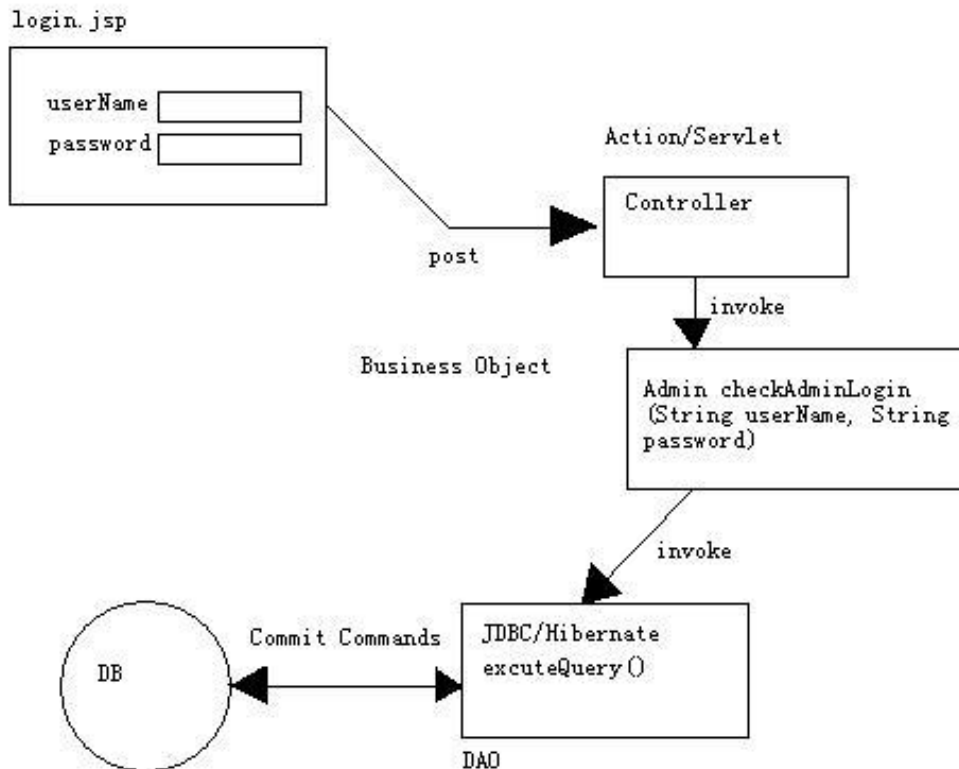 login.jsp
userName
password
Action/Servlet
Controller
post
invoke
Business Object
Admin checkAdminLogin
(String userName, String
password)
invoke
Commit Commands
JDBC/Hibernate
excuteQuery()
DB
DAO